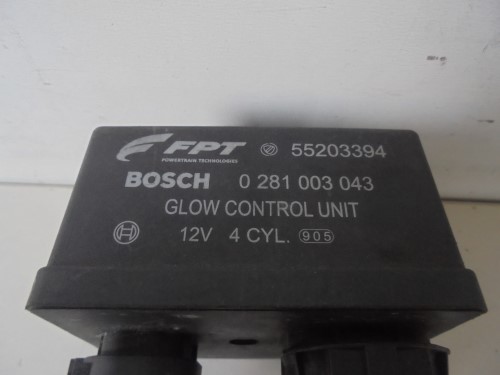 FPT 55203394
POWERTRAIN TECHNOLOGIES
BOSCH 0 281 003 043
GLOW CONTROL UNIT
12V 4 CYL. 905